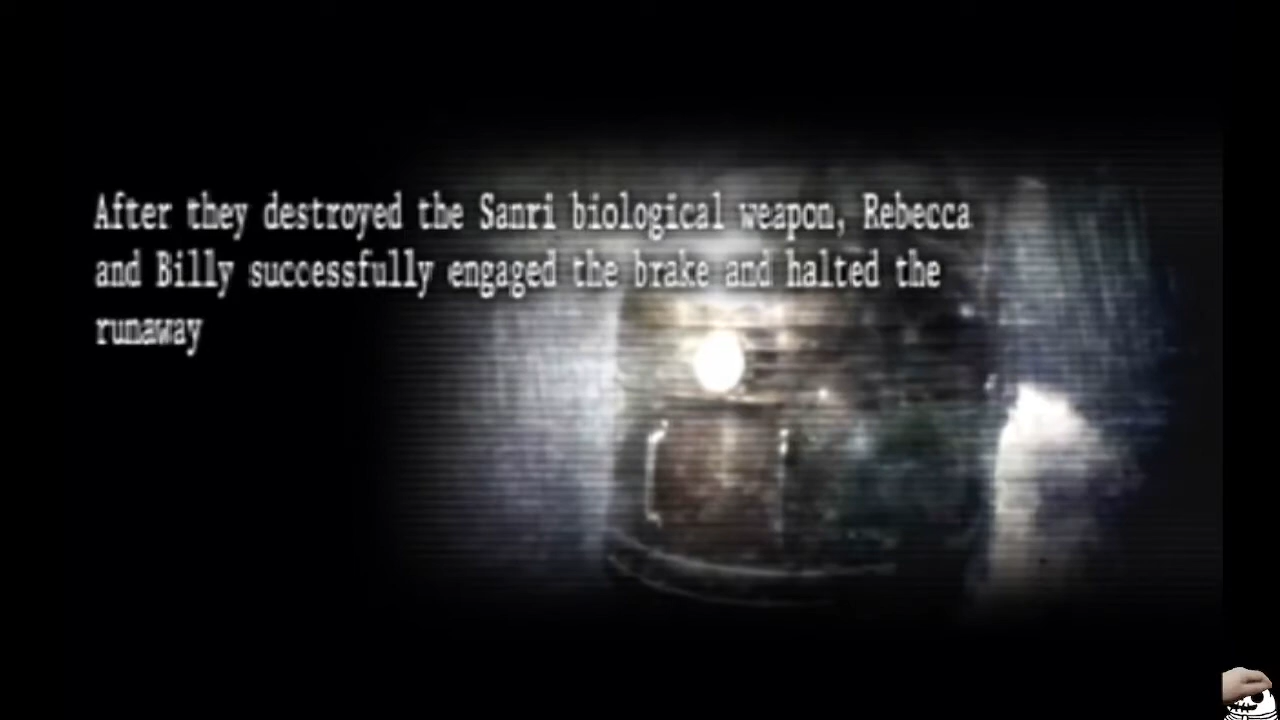 After they destroyed the Sanri biological weapon, Rebecca
and Billy successfully engaged the brake and halted the
runaway